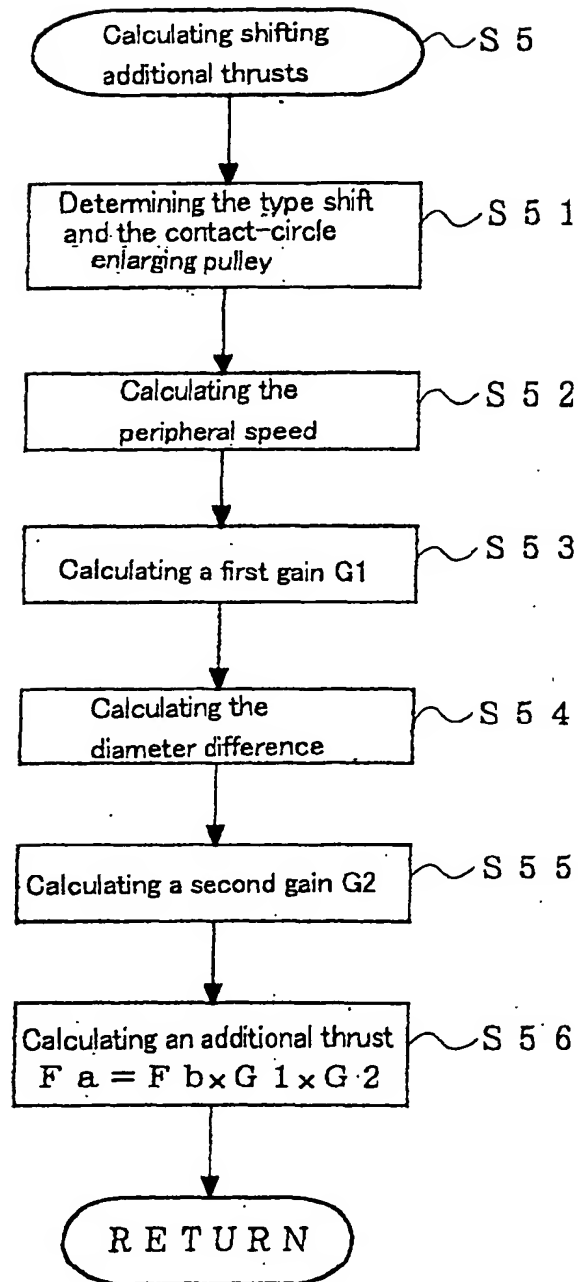 Calculating shifting
additional thrusts
S 5
Determining the type shift
and the contact-circle
enlarging pulley
S 5 1
Calculating the
peripheral speed
S 5 2
Calculating a first gain G1
S 5 3
Calculating the
diameter difference
S 5 4
Calculating a second gain G2
S 5 5
Calculating an additional thrust
F a = F b × G 1 × G 2
S 5 6
R E T U R N